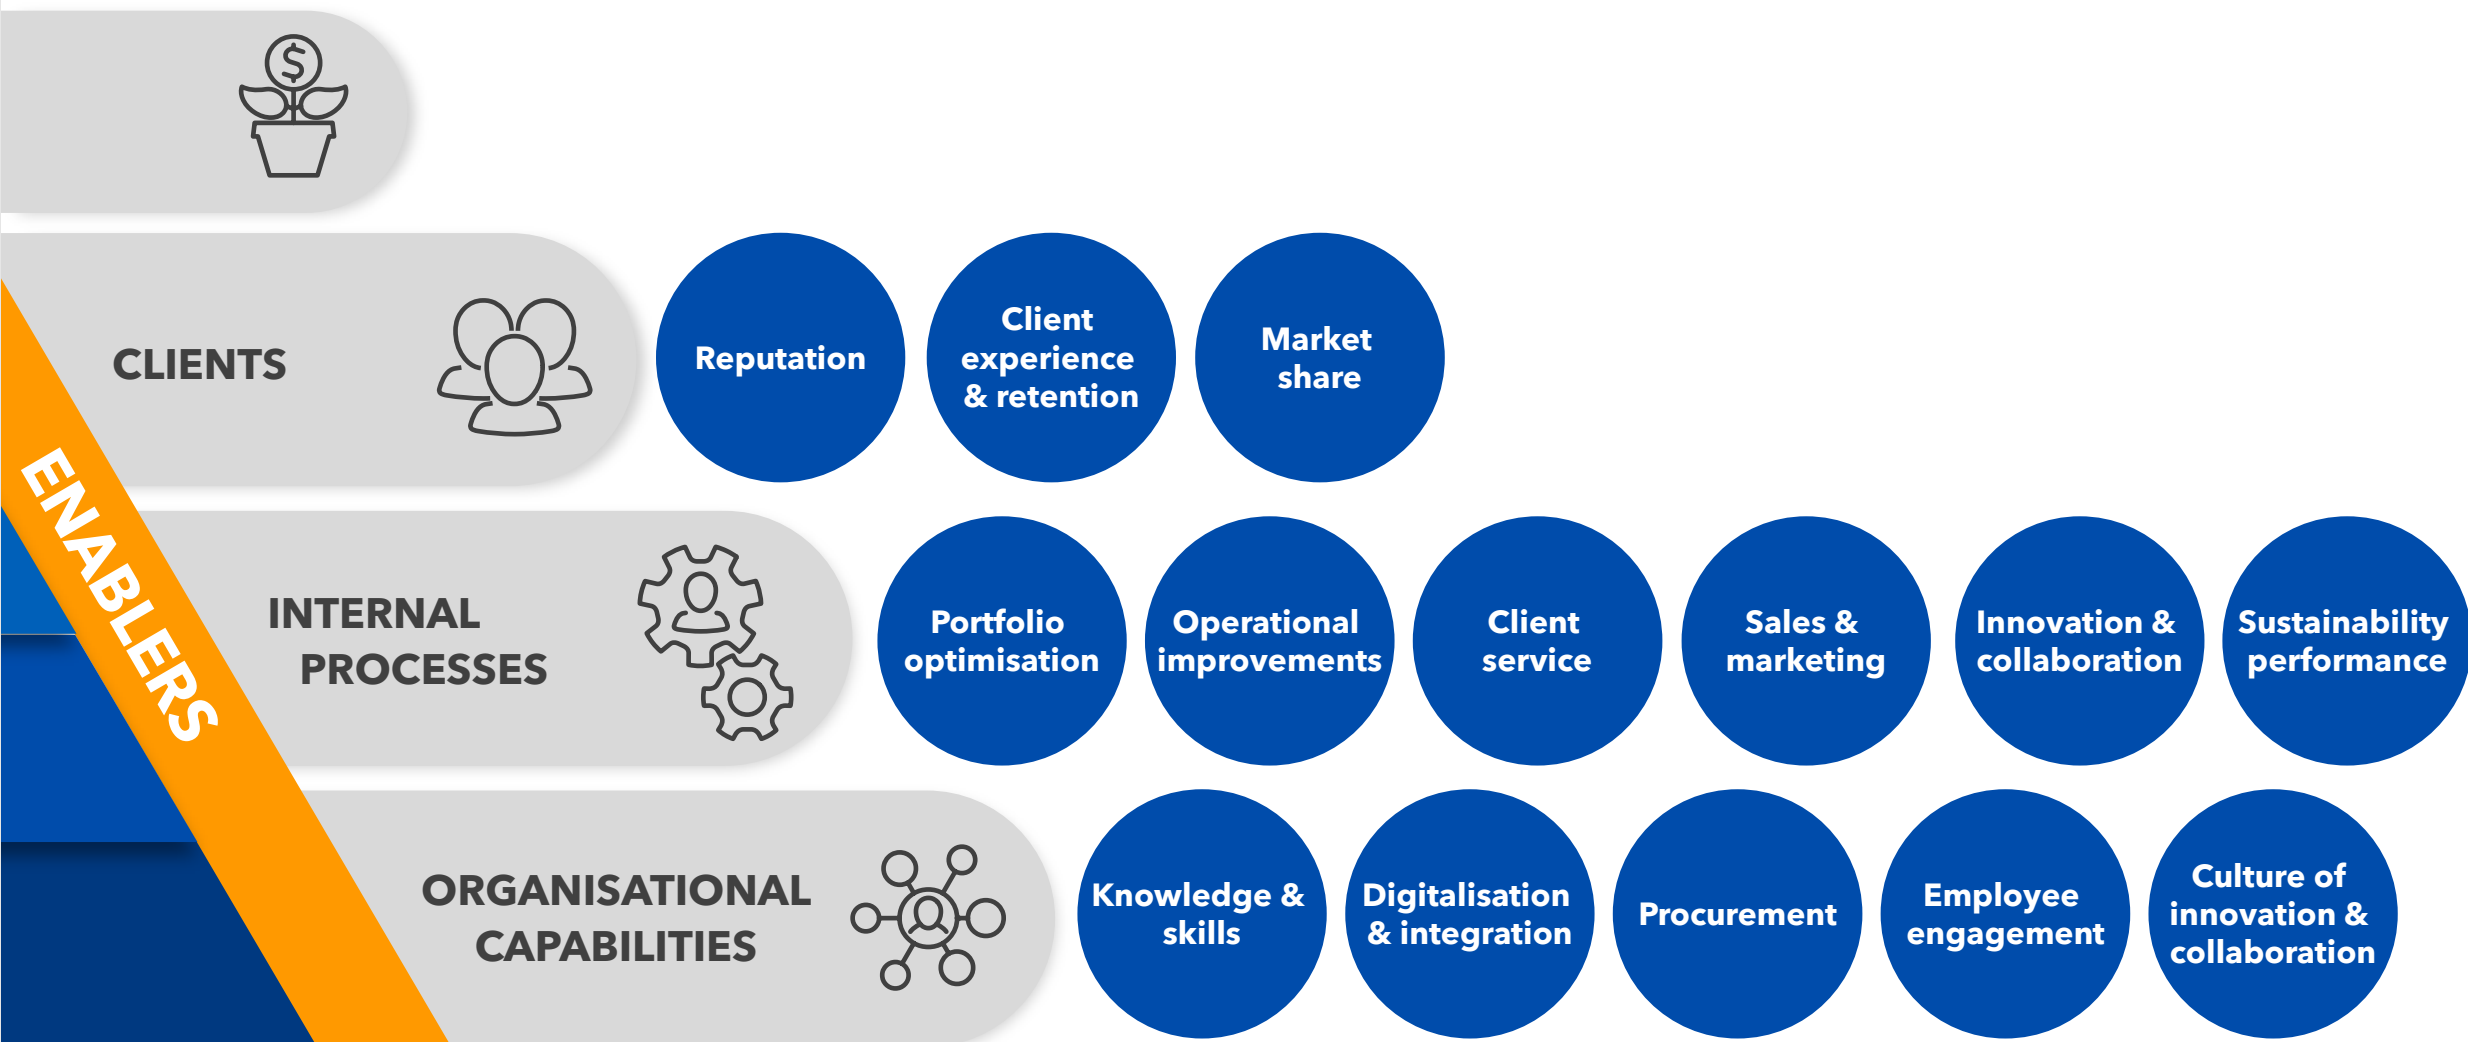 CLIENTS
Reputation
Client
experience
& retention
Market
share
ENABLERS
INTERNAL
PROCESSES
Portfolio
optimisation
Operational
improvements
Client
service
Sales &
marketing
Innovation &
collaboration
Sustainability
performance
ORGANISATIONAL
CAPABILITIES
Knowledge &
skills
Digitalisation
& integration
Procurement
Employee
engagement
Culture of
innovation &
collaboration